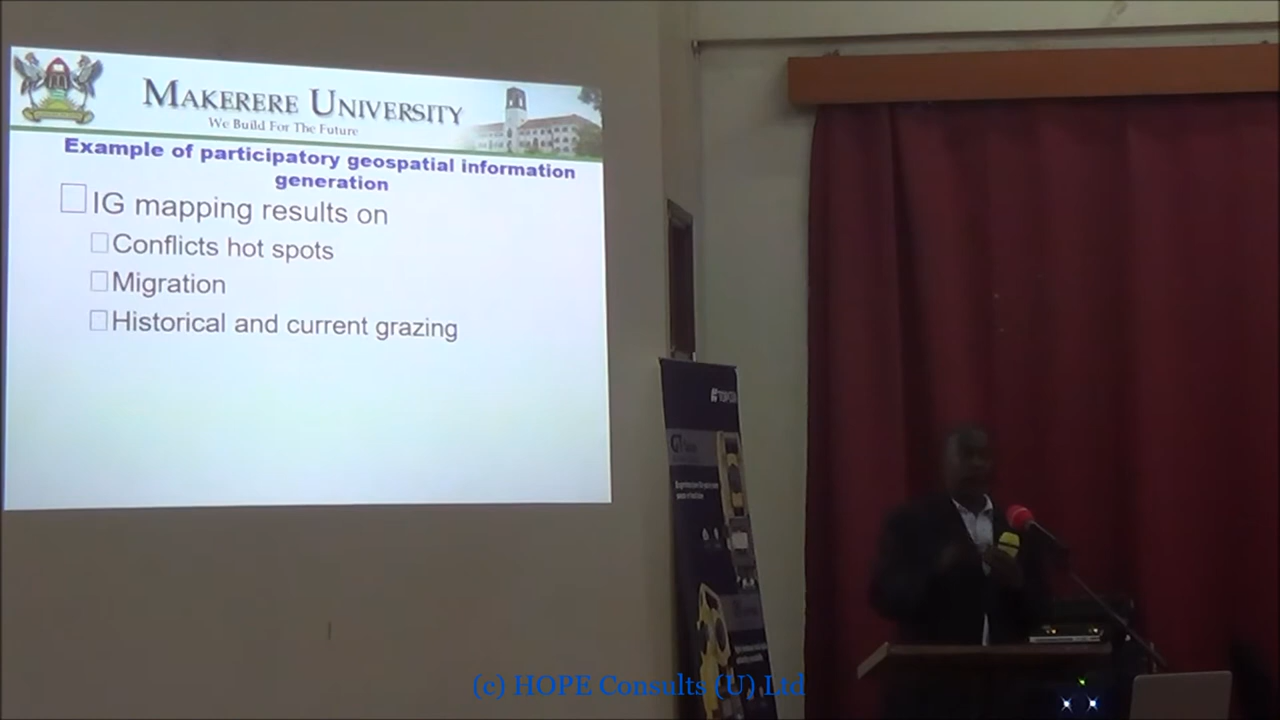 MAKERERE UNIVERSITY
We Build For The Future
Example of participatory geospatial information
generation
IG mapping results on
Conflicts hot spots
Migration
Historical and current grazing
(c) HOPE Consults (U) Ltd